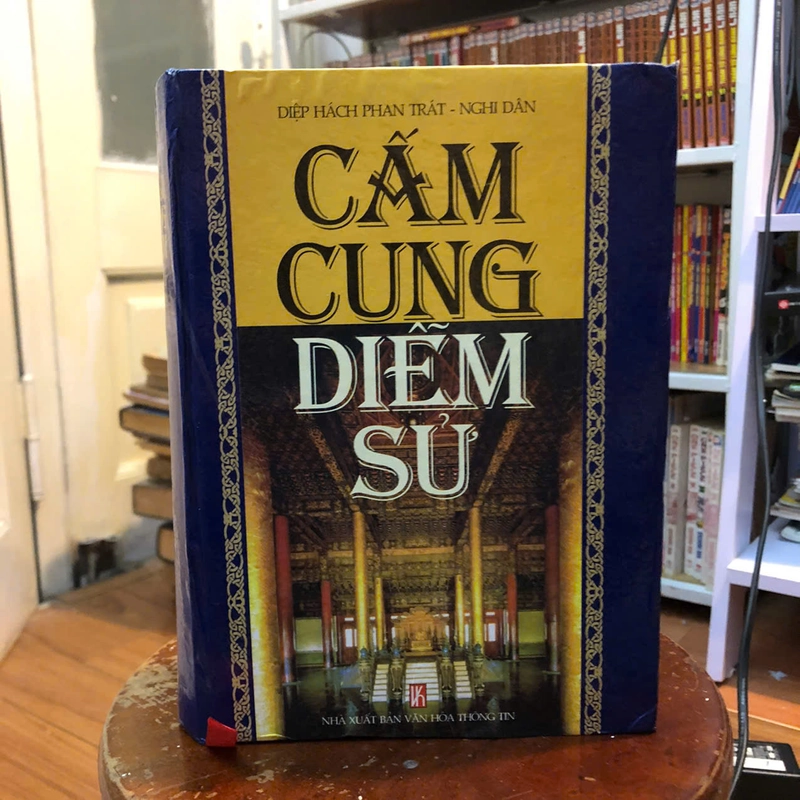 DIỆP HÁCH PHAN TRÁT - NGHI DÂN
CẤM
CUNG
DIỄM
SỬ
NHÀ XUẤT BẢN VĂN HÓA THÔNG TIN